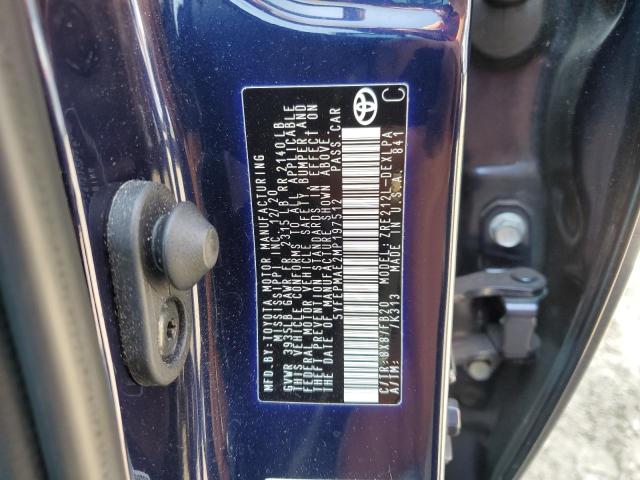 MFD.BY:TOYOTA MOTOR MANUFACTURING
MISSISSIPPI INC. 12/20
GVWR 3935LB GAWR FR 2315 LB RR 2140LB
THIS VEHICLE CONFORMS TO ALL APPLICABLE
FEDERAL MOTOR VEHICLE SAFETY, BUMPER, AND
THEFT PREVENTION STANDARDS IN EFFECT ON
THE DATE OF MANUFACTURE SHOWN ABOVE.
5YFEPMAE2MP197512 PASS.CAR
C/TR:8X8/FB20 MODEL:ZRE212L-DEXLPA
A/TM: /K313 MADE IN U.S.A. 841
C